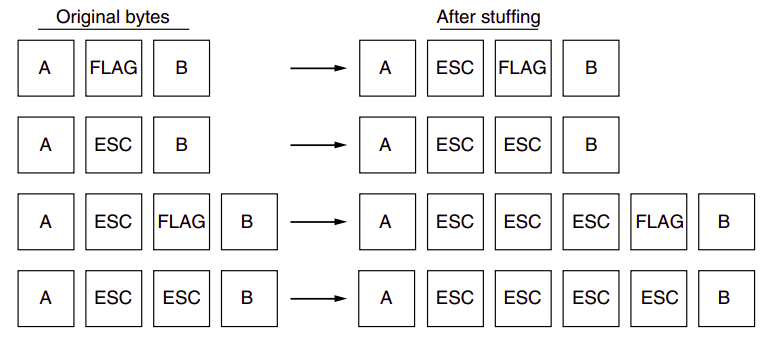 Original bytes After stuffing
A FLAG B A ESC FLAG B
A ESC B A ESC ESC B
A ESC FLAG B A ESC ESC ESC FLAG B
A ESC ESC B A ESC ESC ESC ESC B